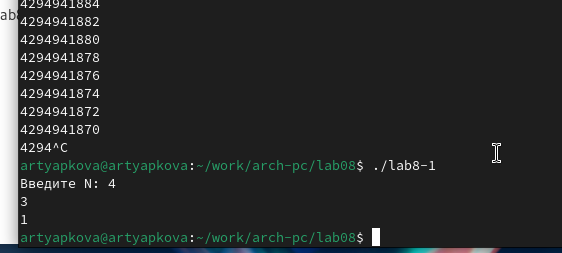 4294941884
ab8
4294941882
4294941880
4294941878
4294941876
4294941874
4294941872
4294941870
4294^C
artyapkova@artyapkova:~/work/arch-pc/lab08$ ./lab8-1
Введите N: 4
3
1
artyapkova@artyapkova:~/work/arch-pc/lab08$